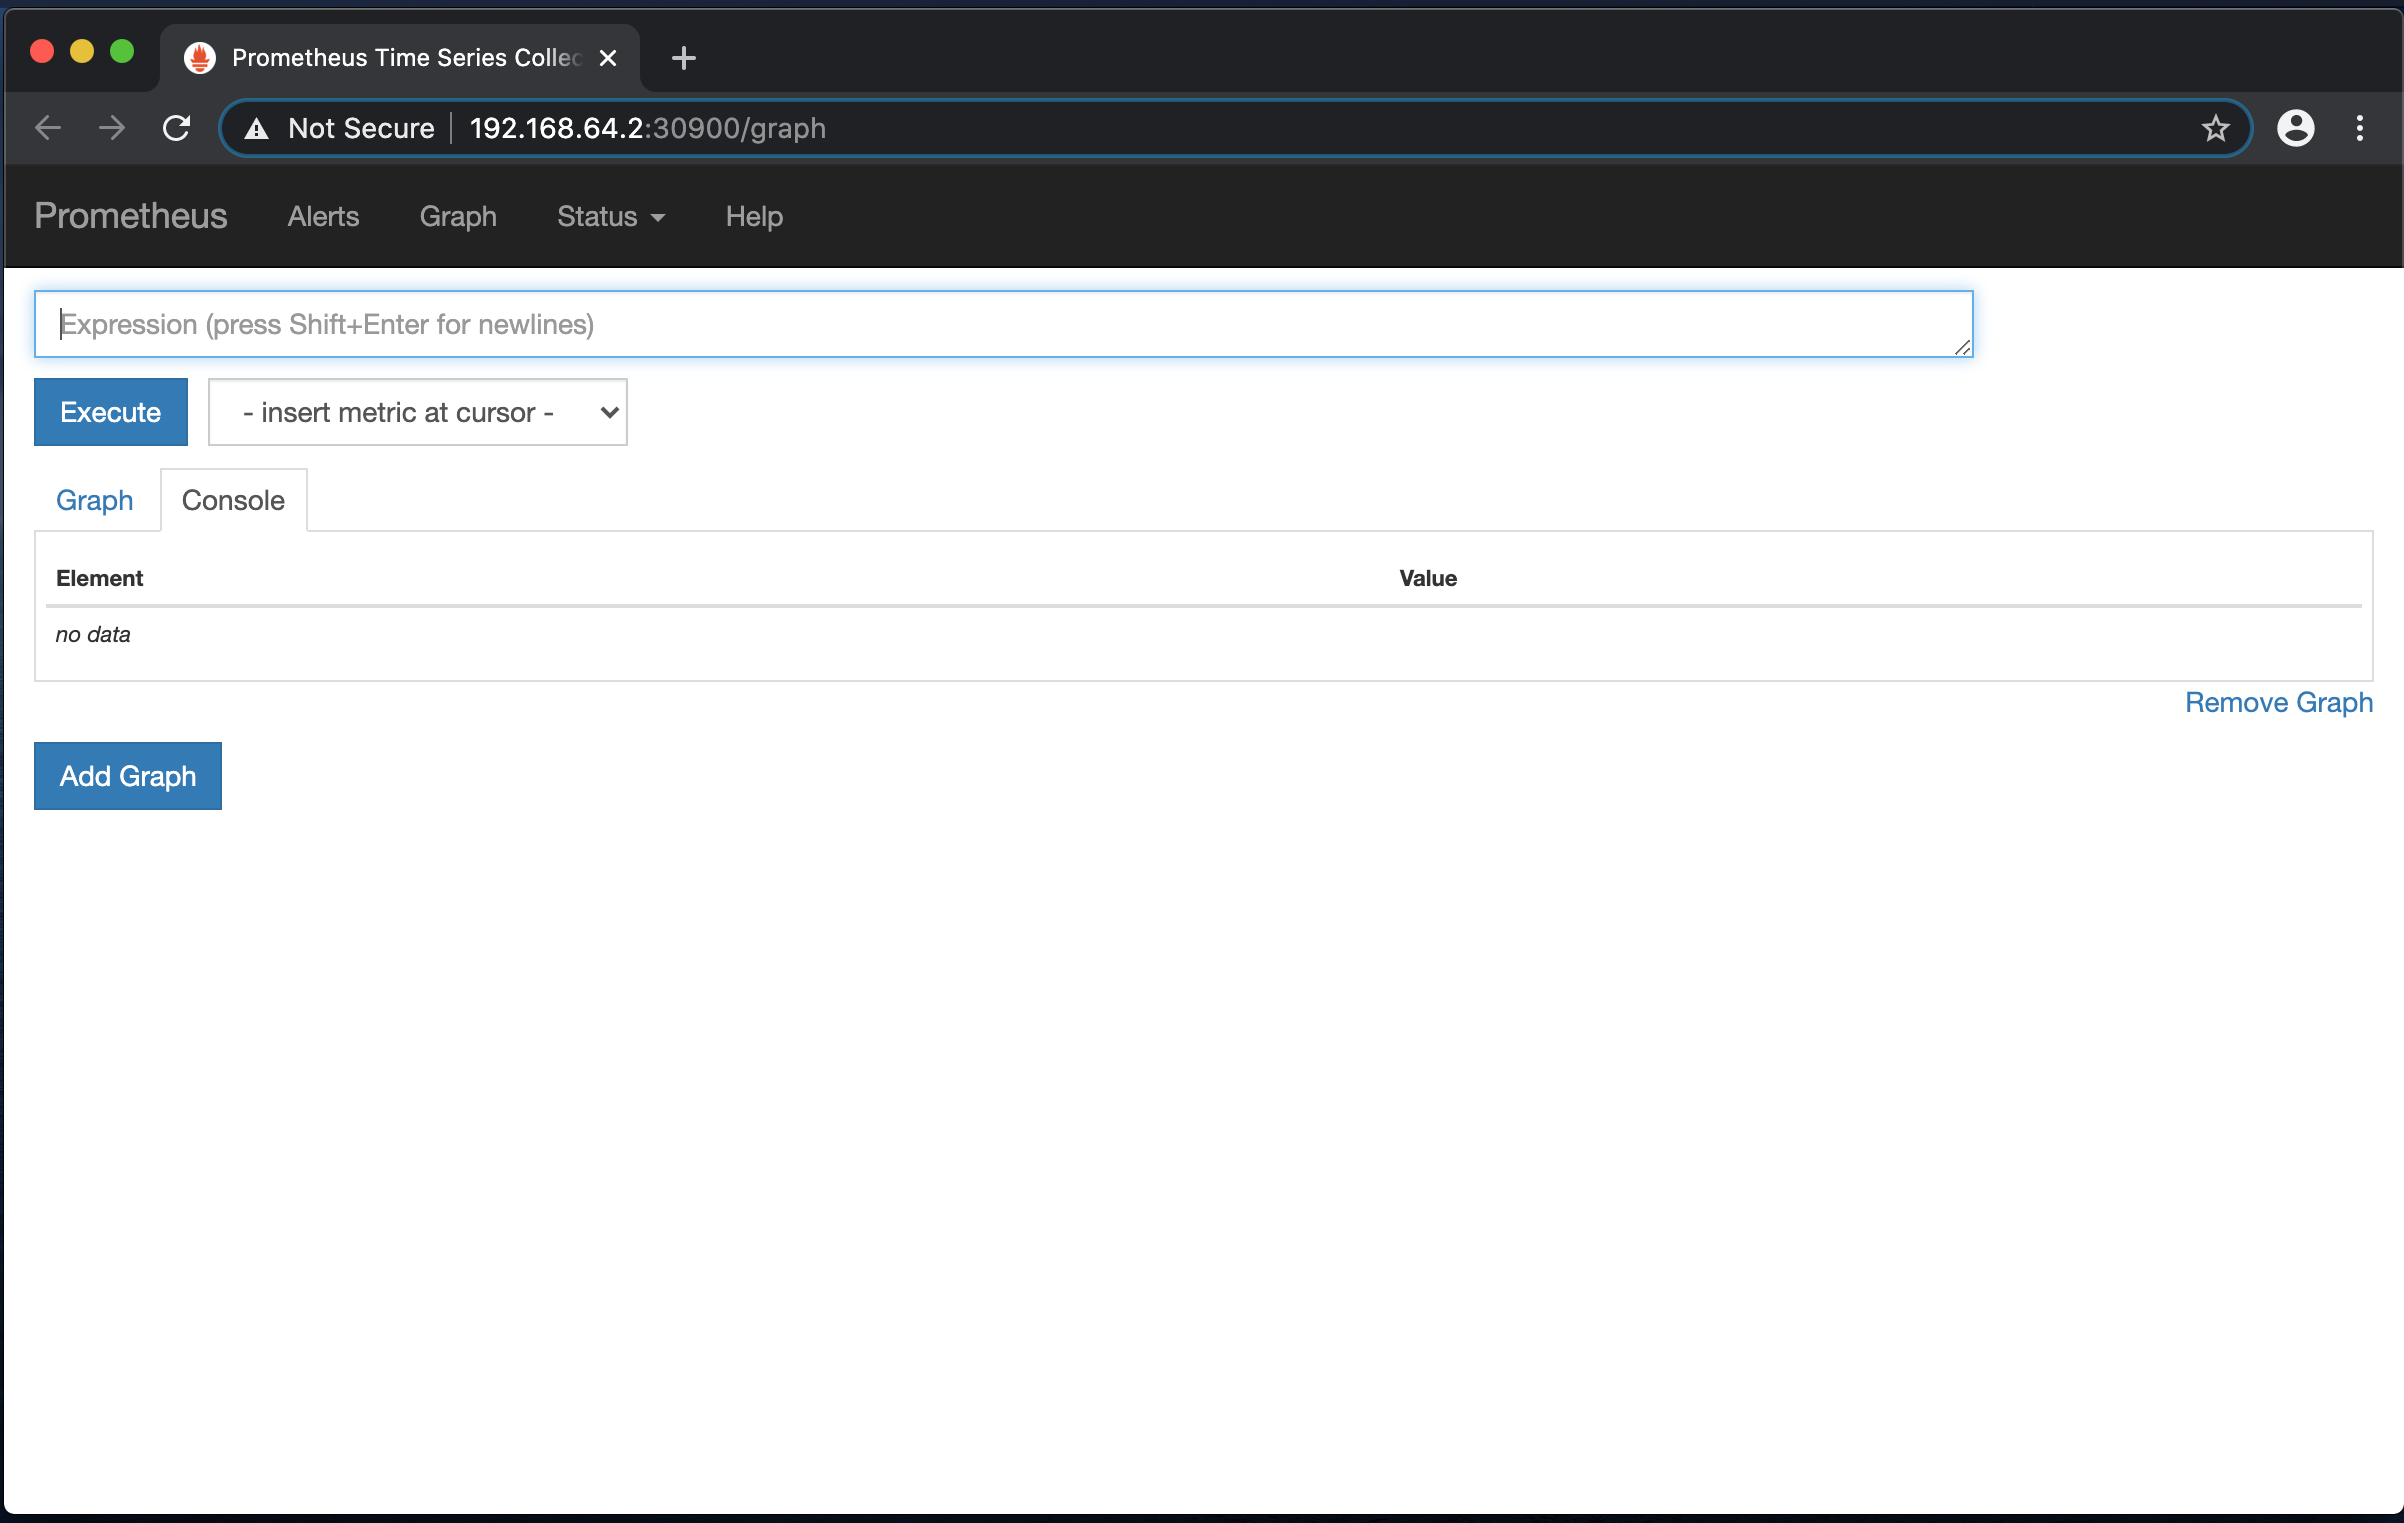 Prometheus Time Series Collec
Not Secure 192.168.64.2:30900/graph
Prometheus Alerts Graph Status Help
Expression (press Shift+Enter for newlines)
Execute - insert metric at cursor -
Graph Console
Element Value
no data
Remove Graph
Add Graph